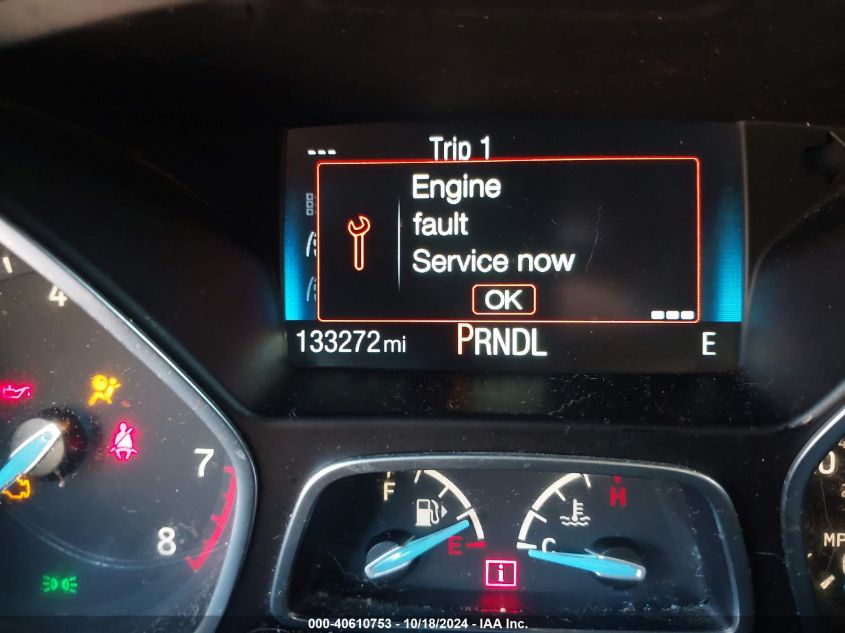 --- Trip 1
Engine
fault
Service now
OK
133272mi PRNDL E
4
7
8
F
E
H
C
i
MP
000-40610753 - 10/18/2024 - IAA Inc.